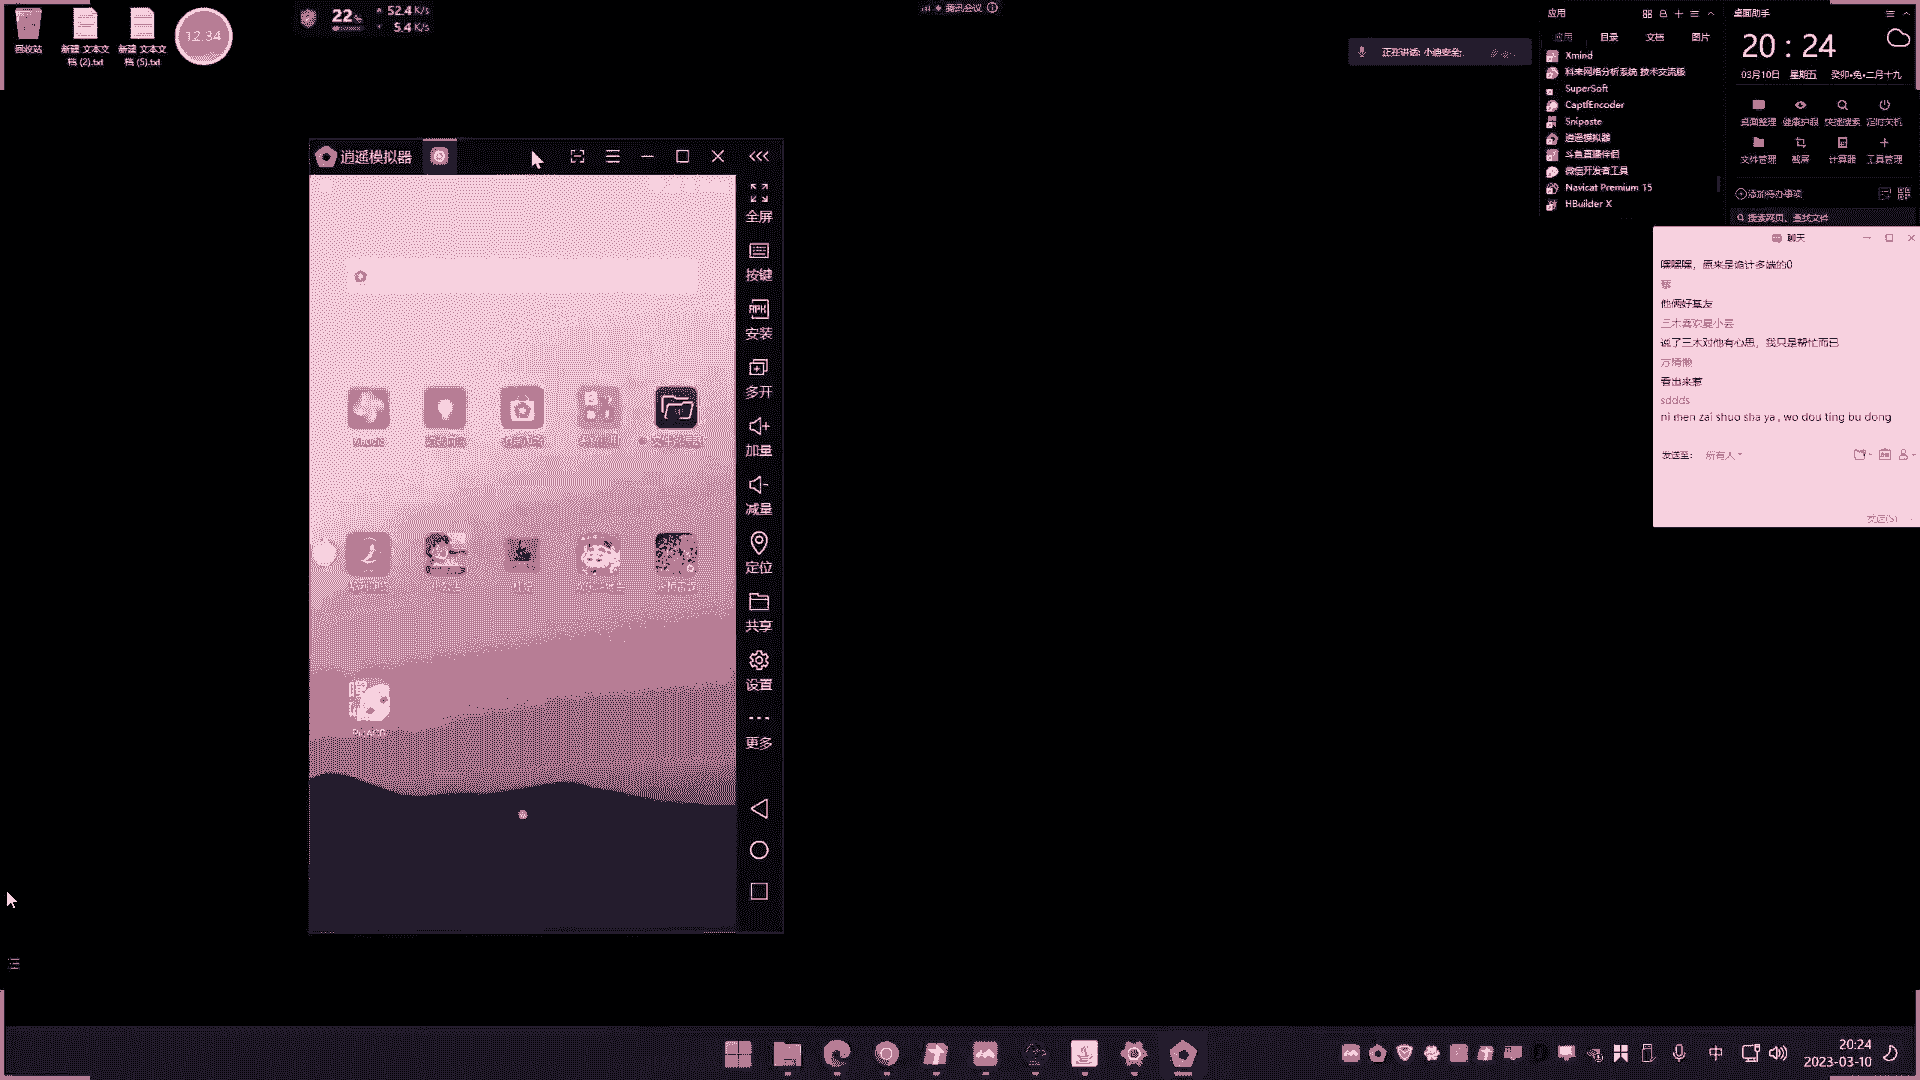 回收站
新建 文本文
档 (2).txt
新建 文本文
档 (5).txt
12:34
22%
52.4 K/s
5.4 K/s
腾讯会议
正在讲话: 小迪安全;
应用
应用
目录
文档
图片
Xmind
科来网络分析系统 技术交流版
SuperSoft
CaptfEncoder
Snipaste
逍遥模拟器
斗鱼直播伴侣
微信开发者工具
Navicat Premium 15
HBuilder X
桌面助手
20 : 24
03月10日 星期五 癸卯•兔•二月十九
桌面整理
健康护眼
快捷搜索
定时关机
文件管理
截屏
计算器
工具管理
添加待办事项
搜索网页、查找文件
逍遥模拟器
全屏
按键
APK
安装
多开
加量
减量
定位
共享
设置
更多
聊天
嘿嘿嘿，原来是诡计多端的0
他俩好基友
三木喜欢夏小芸
说了三木对他有心思，我只是帮忙而已
方晴懒
看出来惹
sddds
ni men zai shuo sha ya , wo dou ting bu dong
发送至: 所有人
发送(S)
中
20:24
2023-03-10